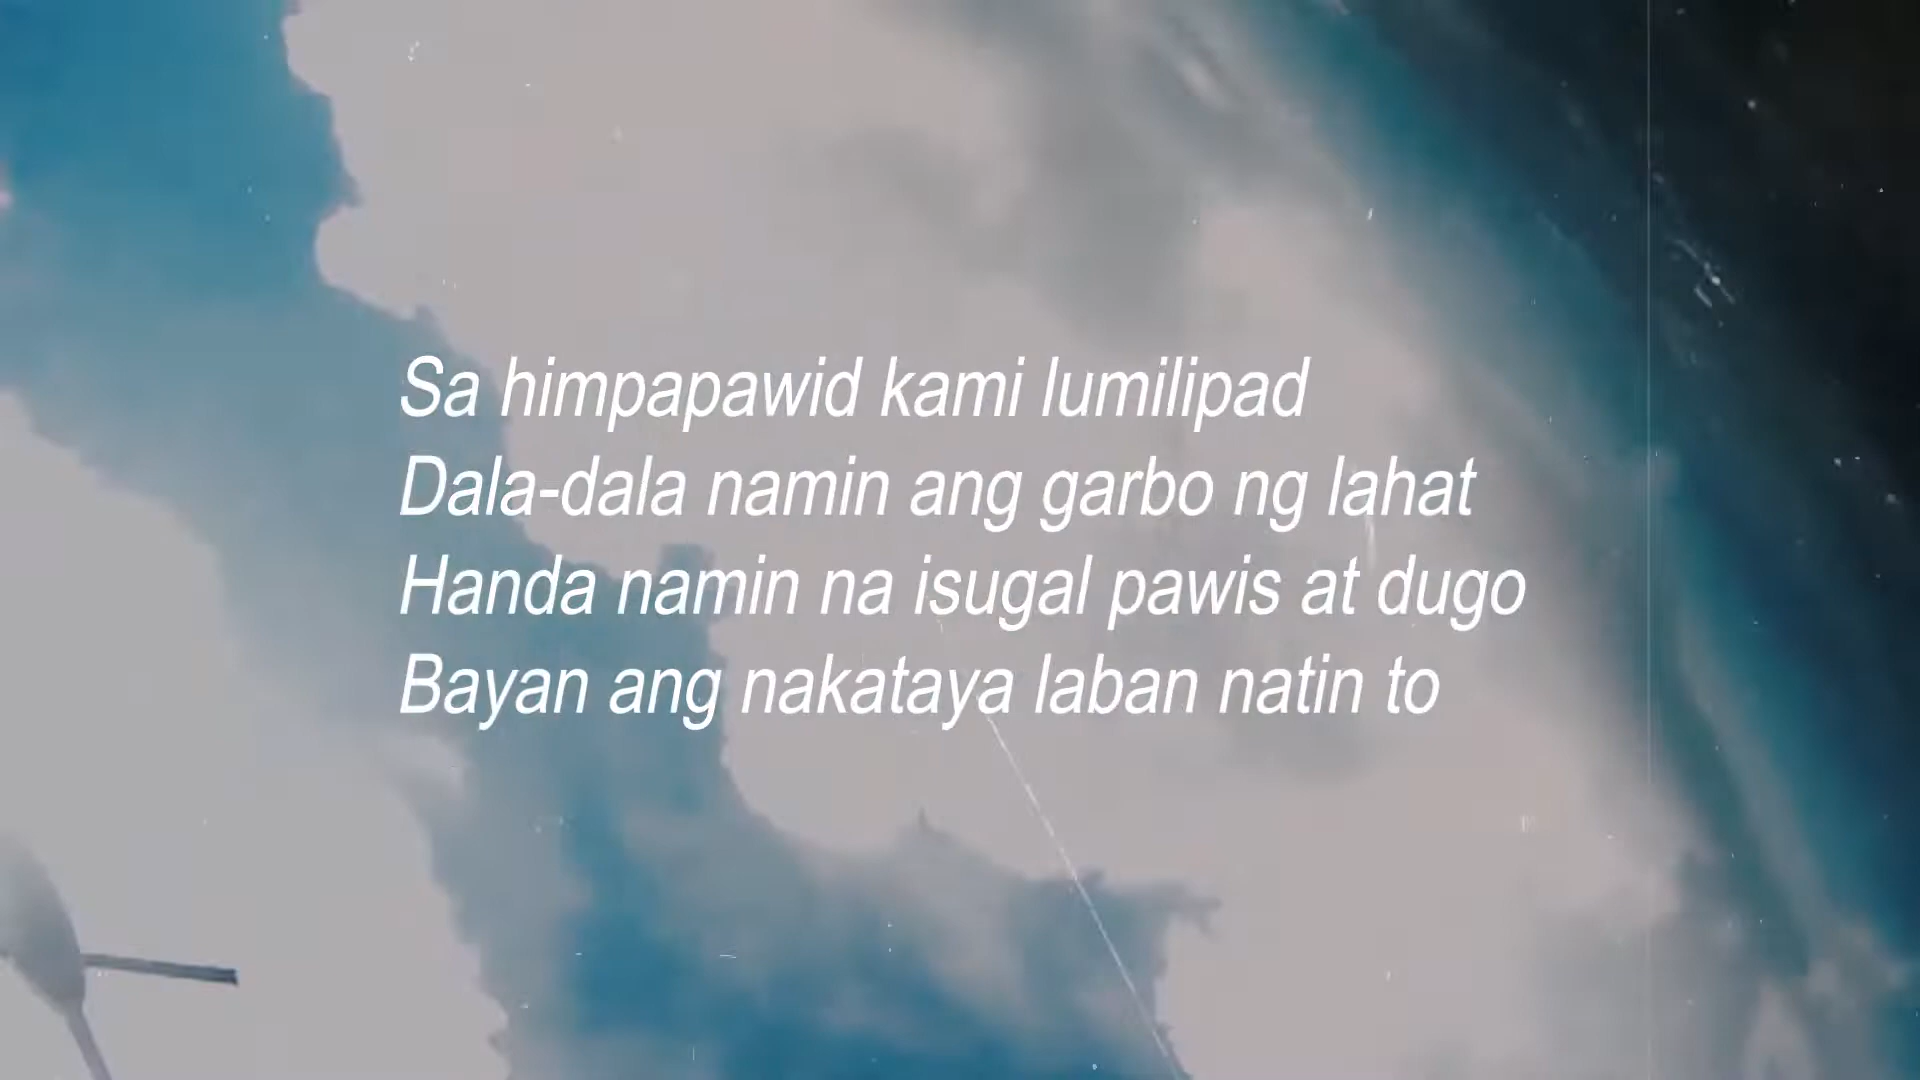 Sa himpapawid kami lumilipad
Dala-dala namin ang garbo ng lahat
Handa namin na isugal pawis at dugo
Bayan ang nakataya laban natin to